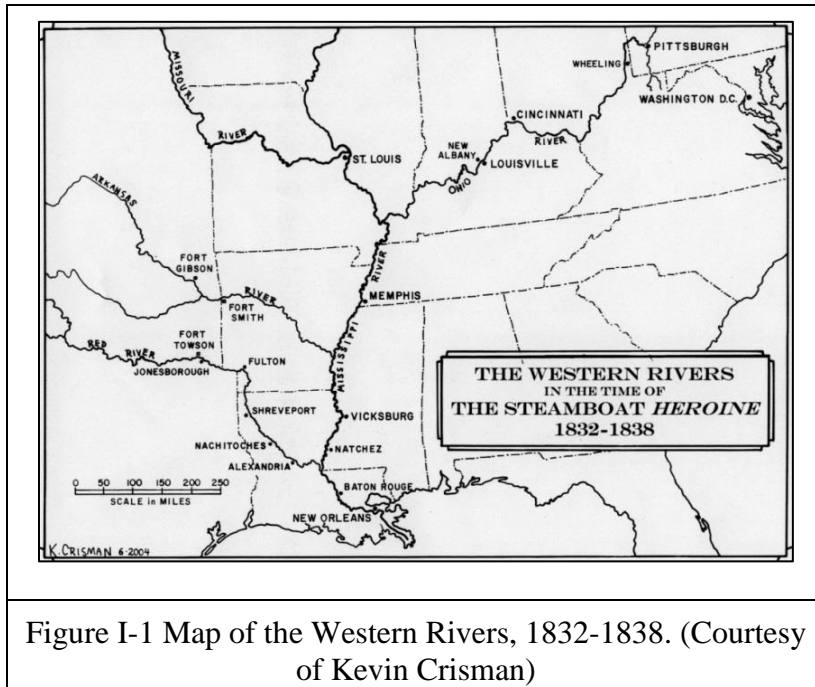 MISSOURI
RIVER
PITTSBURGH
WHEELING
WASHINGTON D.C.
CINCINNATI
RIVER
NEW
ALBANY
LOUISVILLE
OHIO
ST. LOUIS
ARKANSAS
FORT
GIBSON
RIVER
FORT
SMITH
RIVER
MEMPHIS
MISSISSIPPI
RED RIVER
FORT
TOWSON
JONESBOROUGH
FULTON
SHREVEPORT
VICKSBURG
NACHITOCHES
NATCHEZ
ALEXANDRIA
BATON ROUGE
NEW ORLEANS
THE WESTERN RIVERS
IN THE TIME OF
THE STEAMBOAT HEROINE
1832-1838
0 50 100 150 200 250
SCALE in MILES
K. CRISMAN 6-2004
Figure I-1 Map of the Western Rivers, 1832-1838. (Courtesy
of Kevin Crisman)